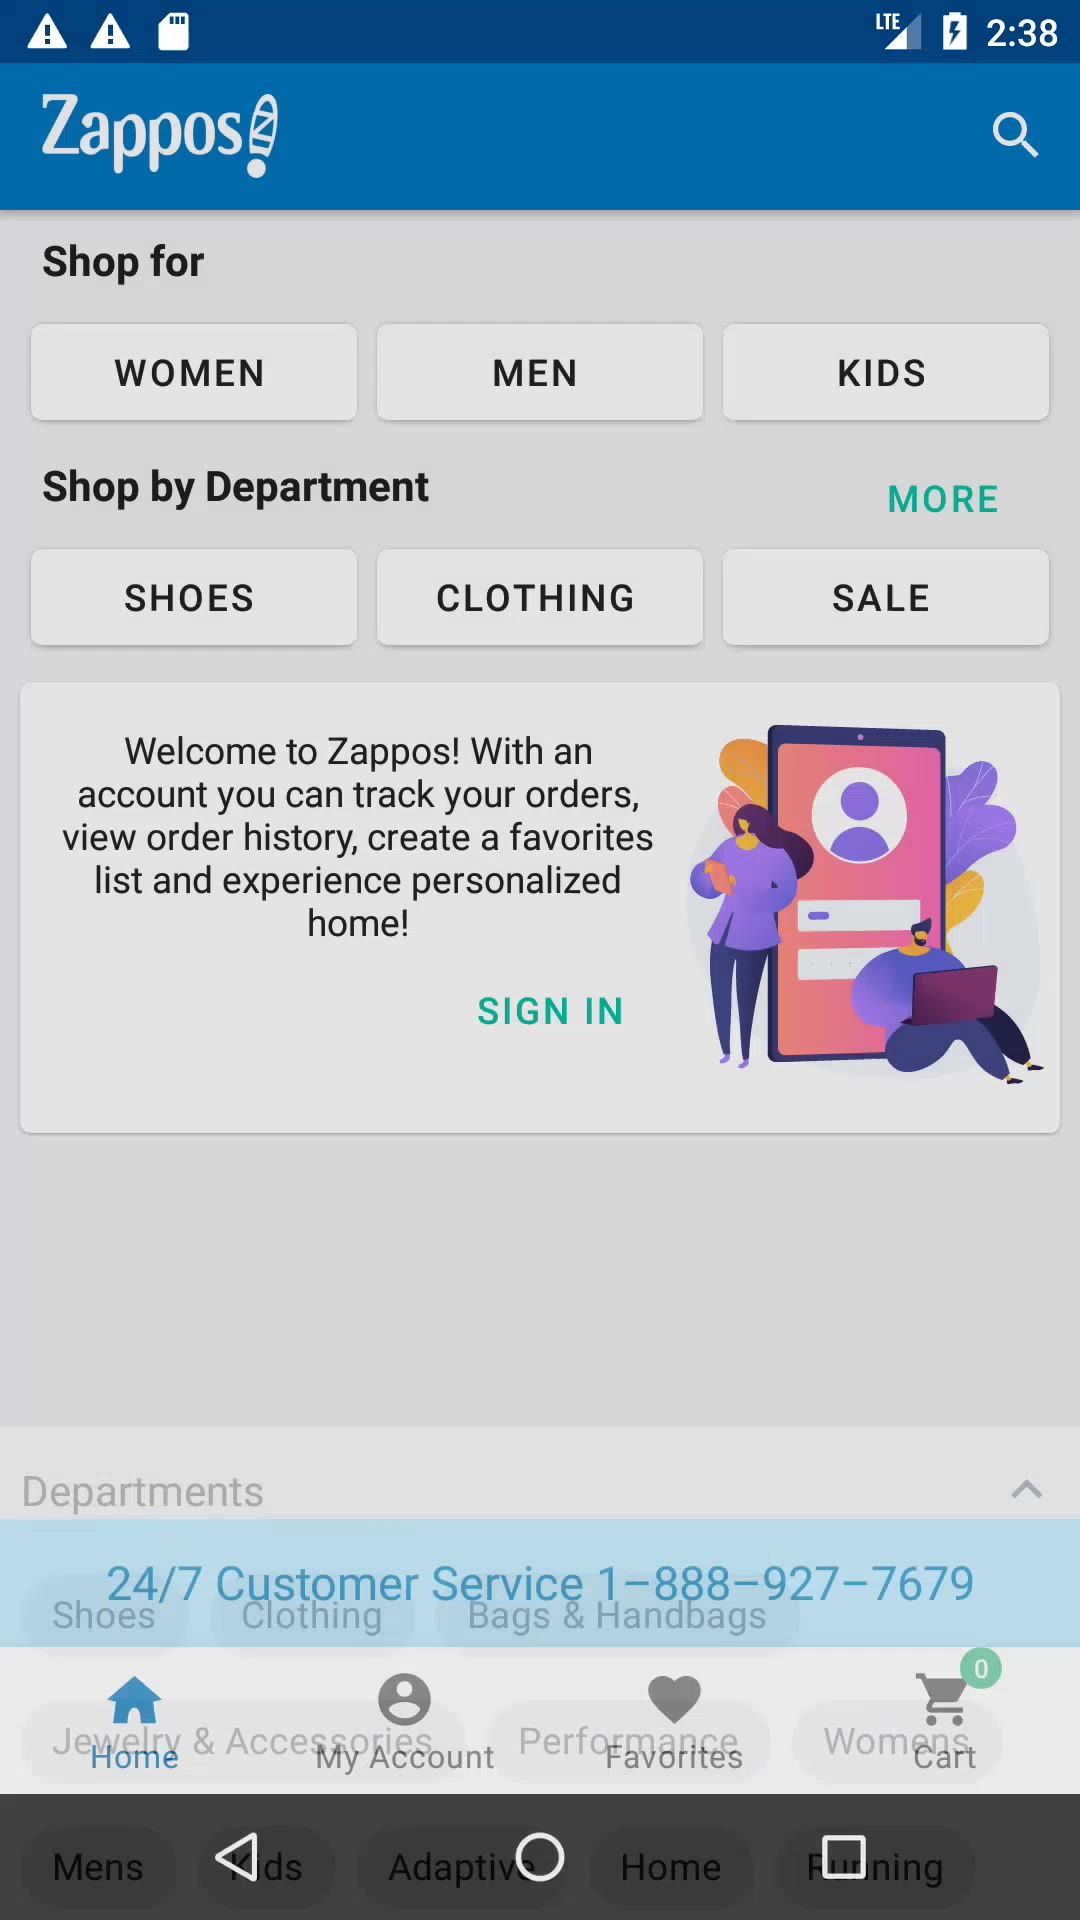 LTE 2:38
Zappos
Shop for
WOMEN MEN KIDS
Shop by Department MORE
SHOES CLOTHING SALE
Welcome to Zappos! With an
account you can track your orders,
view order history, create a favorites
list and experience personalized
home!
SIGN IN
Departments
24/7 Customer Service 1-888-927-7679
Shoes Clothing Bags & Handbags
0
Jewelry & Accessories Performance Womens
Home My Account Favorites Cart
Mens Kids Adaptive Home Running